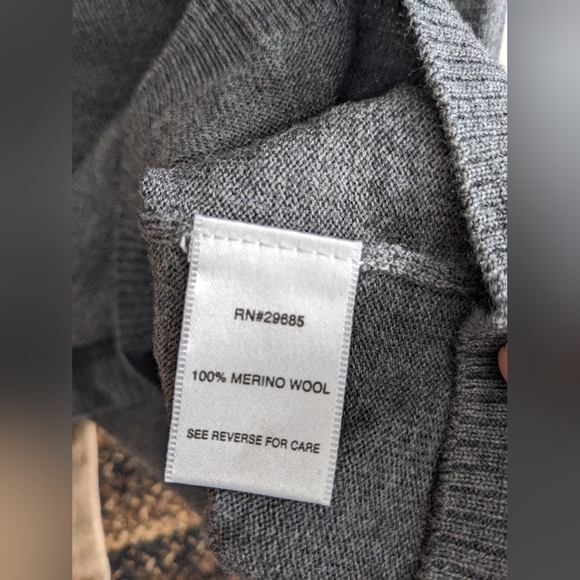 RN#29685
100% MERINO WOOL
SEE REVERSE FOR CARE